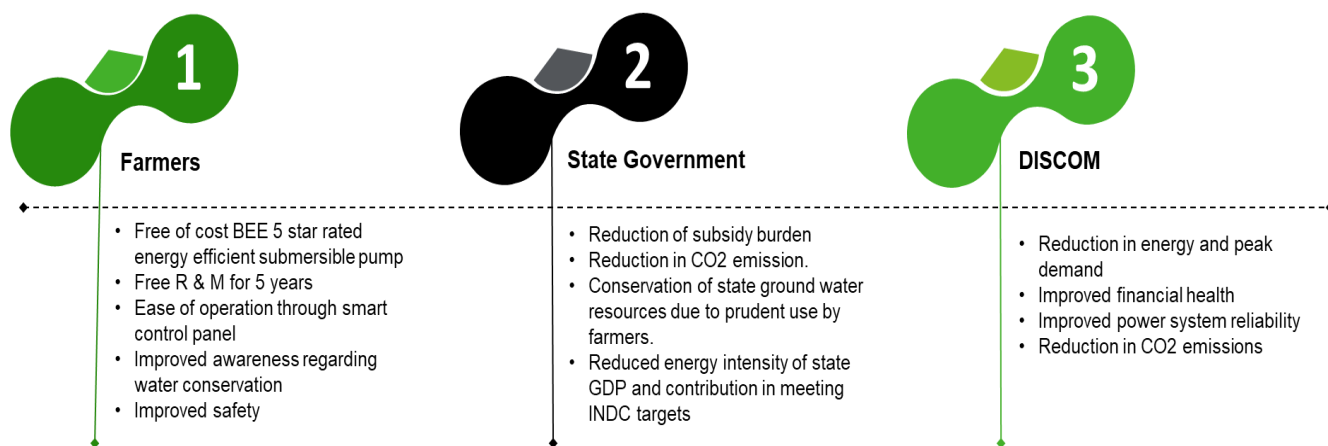 1
Farmers
• Free of cost BEE 5 star rated
energy efficient submersible pump
• Free R & M for 5 years
• Ease of operation through smart
control panel
• Improved awareness regarding
water conservation
• Improved safety
2
State Government
• Reduction of subsidy burden
• Reduction in CO2 emission.
• Conservation of state ground water
resources due to prudent use by
farmers.
• Reduced energy intensity of state
GDP and contribution in meeting
INDC targets
3
DISCOM
• Reduction in energy and peak
demand
• Improved financial health
• Improved power system reliability
• Reduction in CO2 emissions